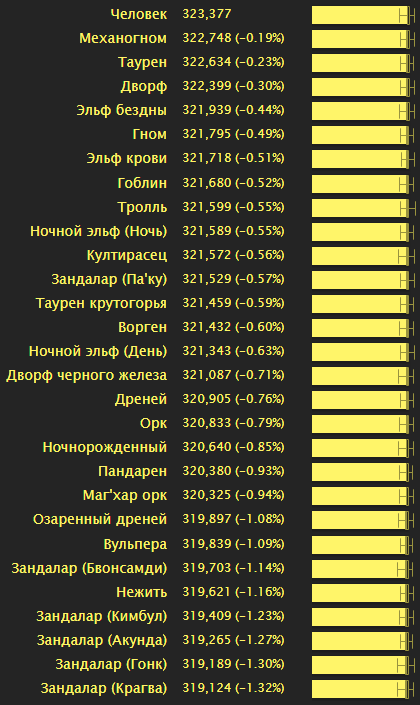 Человек 323,377
Механогном 322,748 (-0.19%)
Таурен 322,634 (-0.23%)
Дворф 322,399 (-0.30%)
Эльф бездны 321,939 (-0.44%)
Гном 321,795 (-0.49%)
Эльф крови 321,718 (-0.51%)
Гоблин 321,680 (-0.52%)
Тролль 321,599 (-0.55%)
Ночной эльф (Ночь) 321,589 (-0.55%)
Култирасец 321,572 (-0.56%)
Зандалар (Па'ку) 321,529 (-0.57%)
Таурен крутогорья 321,459 (-0.59%)
Ворген 321,432 (-0.60%)
Ночной эльф (День) 321,343 (-0.63%)
Дворф черного железа 321,087 (-0.71%)
Дреней 320,905 (-0.76%)
Орк 320,833 (-0.79%)
Ночнорожденный 320,640 (-0.85%)
Пандарен 320,380 (-0.93%)
Маг'хар орк 320,325 (-0.94%)
Озаренный дреней 319,897 (-1.08%)
Вульпера 319,839 (-1.09%)
Зандалар (Бвонсамди) 319,703 (-1.14%)
Нежить 319,621 (-1.16%)
Зандалар (Кимбул) 319,409 (-1.23%)
Зандалар (Акунда) 319,265 (-1.27%)
Зандалар (Гонк) 319,189 (-1.30%)
Зандалар (Крагва) 319,124 (-1.32%)